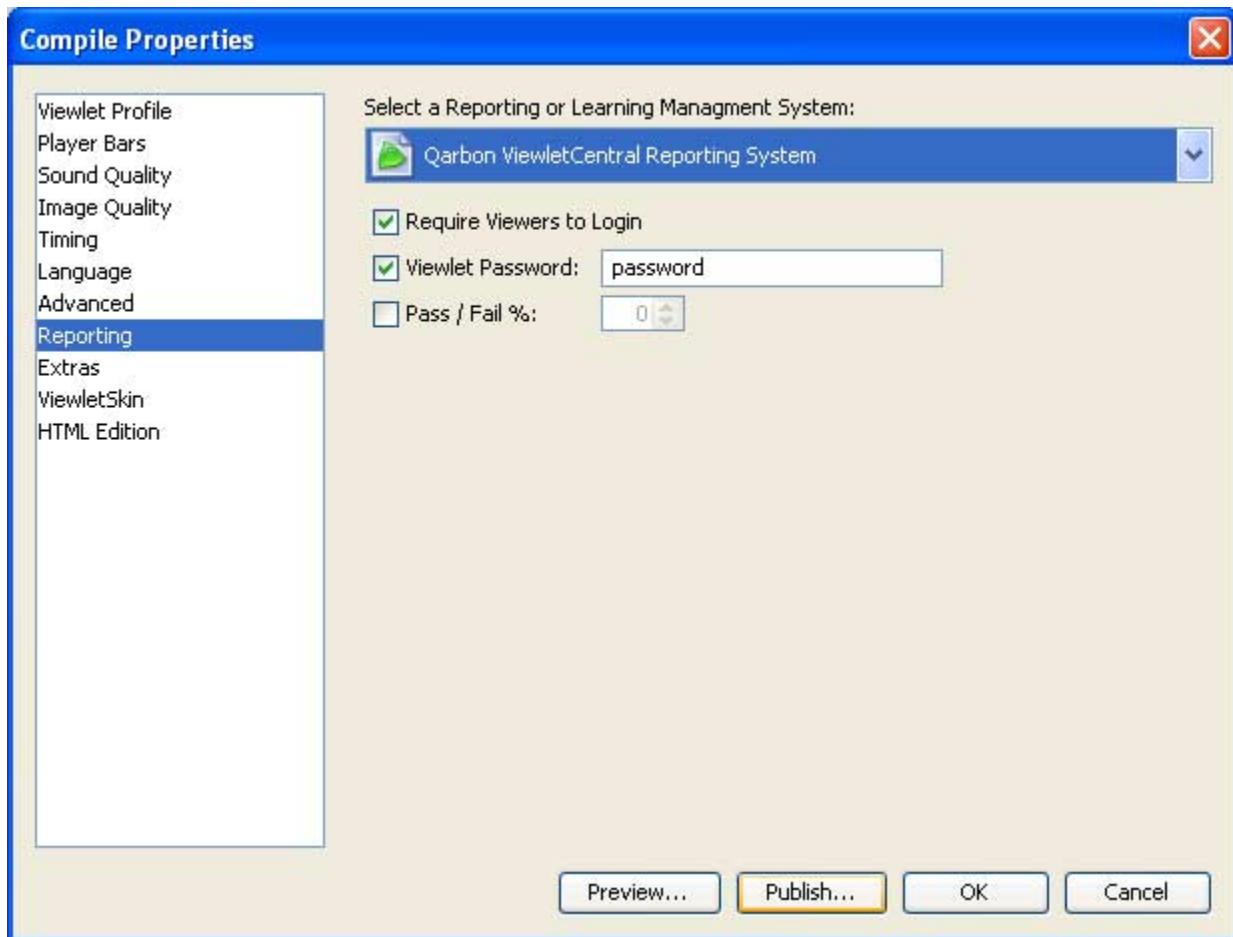 Compile Properties
Viewlet Profile
Player Bars
Sound Quality
Image Quality
Timing
Language
Advanced
Reporting
Extras
ViewletSkin
HTML Edition
Select a Reporting or Learning Managment System:
Qarbon ViewletCentral Reporting System
Require Viewers to Login
Viewlet Password: password
Pass / Fail %: 0
Preview... Publish... OK Cancel